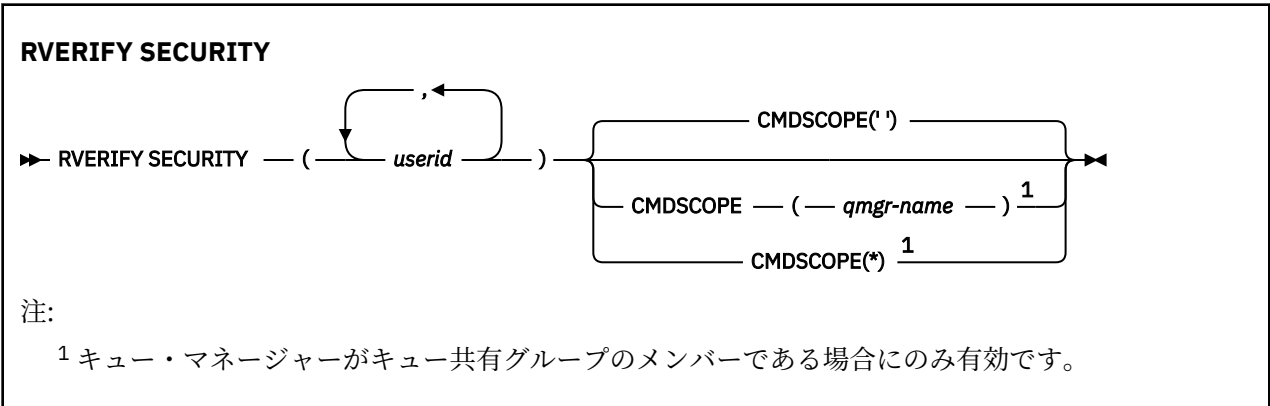 RVERIFY SECURITY
,
CMDSCOPE(' ')
RVERIFY SECURITY ( userid )
CMDSCOPE ( qmgr-name ) 1
CMDSCOPE(*) 1
注:
1 キュー・マネージャーがキュー共有グループのメンバーである場合にのみ有効です。